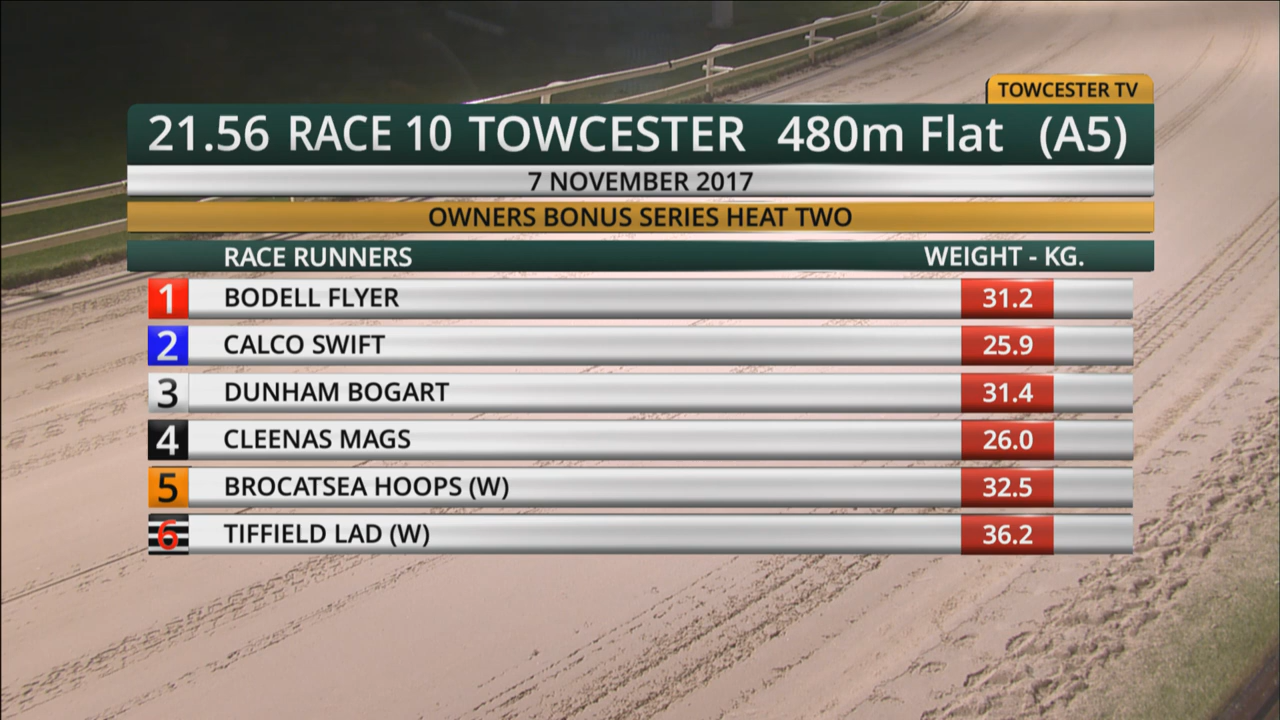 TOWCESTER TV
21.56 RACE 10 TOWCESTER 480m Flat (A5)
7 NOVEMBER 2017
OWNERS BONUS SERIES HEAT TWO
RACE RUNNERS WEIGHT - KG.
1 BODELL FLYER 31.2
2 CALCO SWIFT 25.9
3 DUNHAM BOGART 31.4
4 CLEENAS MAGS 26.0
5 BROCATSEA HOOPS (W) 32.5
6 TIFFIELD LAD (W) 36.2